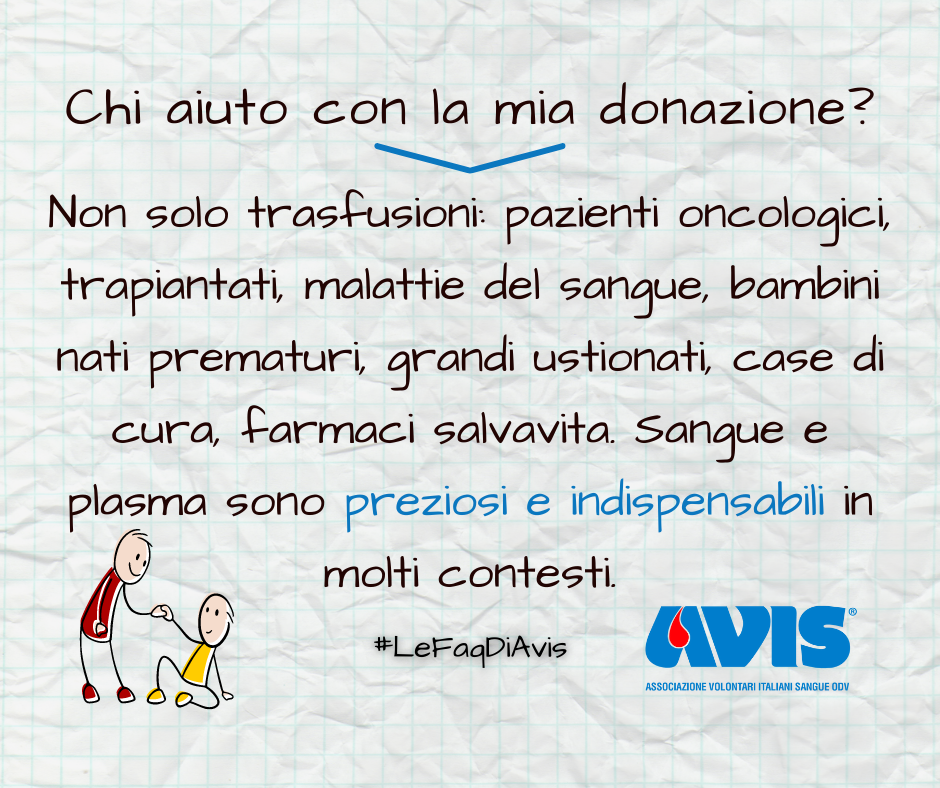 Chi aiuto con la mia donazione?
Non solo trasfusioni: pazienti oncologici,
trapiantati, malattie del sangue, bambini
nati prematuri, grandi ustionati, case di
cura, farmaci salvavita. Sangue e
plasma sono preziosi e indispensabili in
molti contesti.
#LeFaqDiAvis
AVIS®
ASSOCIAZIONE VOLONTARI ITALIANI SANGUE ODV